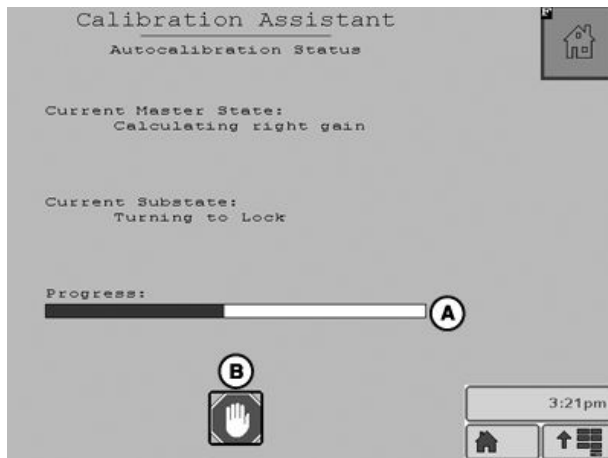 Calibration Assistant
Autocalibration Status
F
Current Master State:
Calculating right gain
Current Substate:
Turning to Lock
Progress:
A
B
3:21pm